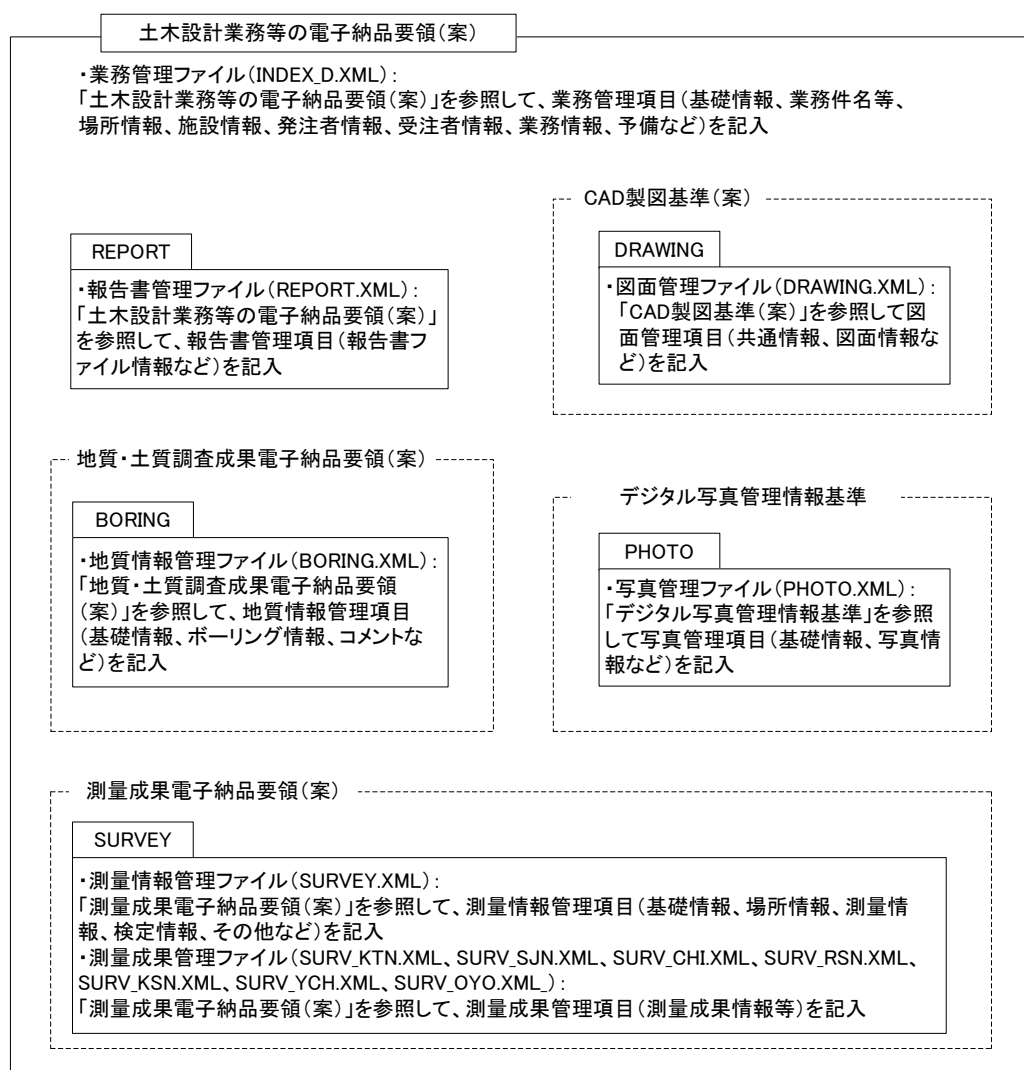 土木設計業務等の電子納品要領（案）
・業務管理ファイル（INDEX_D.XML）：
「土木設計業務等の電子納品要領（案）」を参照して、業務管理項目（基礎情報、業務件名等、
場所情報、施設情報、発注者情報、受注者情報、業務情報、予備など）を記入
REPORT
・報告書管理ファイル（REPORT.XML）：
「土木設計業務等の電子納品要領（案）」
を参照して、報告書管理項目（報告書フ
ァイル情報など）を記入
CAD製図基準（案）
DRAWING
・図面管理ファイル（DRAWING.XML）：
「CAD製図基準（案）」を参照して図
面管理項目（共通情報、図面情報な
ど）を記入
地質・土質調査成果電子納品要領（案）
BORING
・地質情報管理ファイル（BORING.XML）：
「地質・土質調査成果電子納品要領
（案）」を参照して、地質情報管理項目
（基礎情報、ボーリング情報、コメントな
ど）を記入
デジタル写真管理情報基準
PHOTO
・写真管理ファイル（PHOTO.XML）：
「デジタル写真管理情報基準」を参照
して写真管理項目（基礎情報、写真情
報など）を記入
測量成果電子納品要領（案）
SURVEY
・測量情報管理ファイル（SURVEY.XML）：
「測量成果電子納品要領（案）」を参照して、測量情報管理項目（基礎情報、場所情報、測量情
報、検定情報、その他など）を記入
・測量成果管理ファイル（SURV_KTN.XML、SURV_SJN.XML、SURV_CHI.XML、SURV_RSN.XML、
SURV_KSN.XML、SURV_YCH.XML、SURV_OYO.XML_）：
「測量成果電子納品要領（案）」を参照して、測量成果管理項目（測量成果情報等）を記入